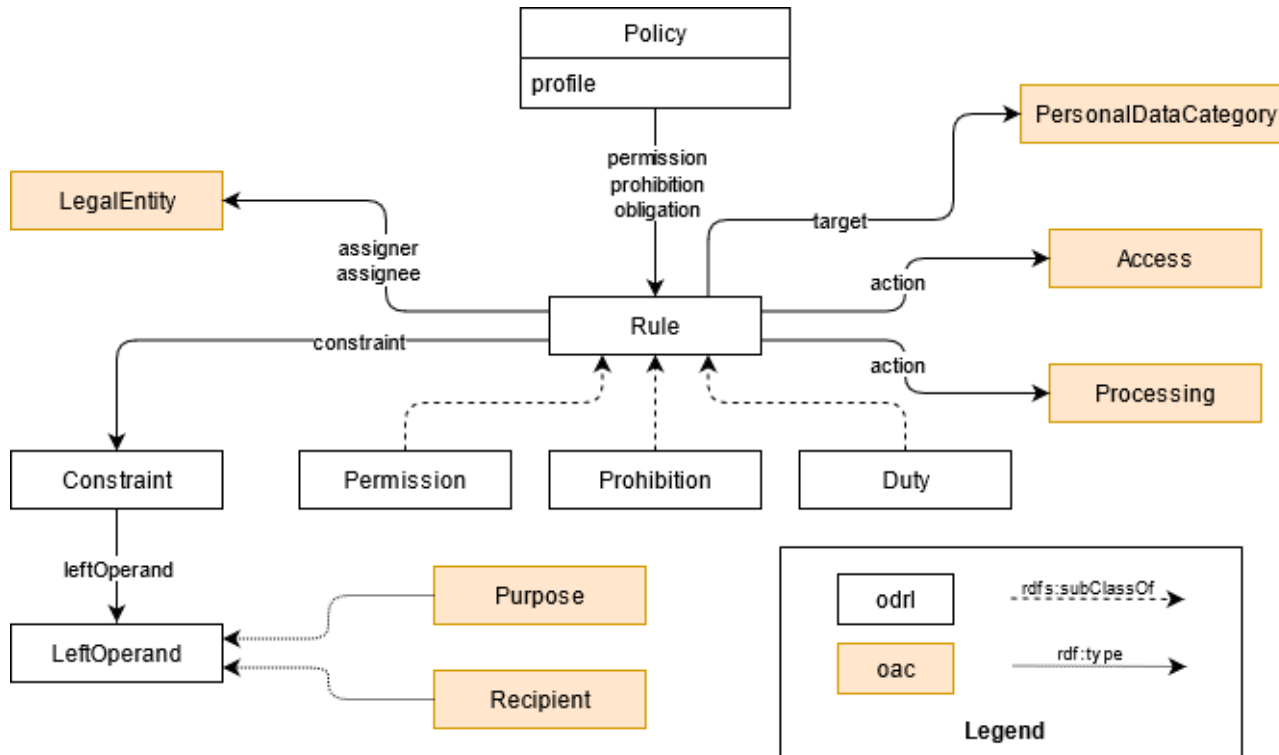 Policy
profile
PersonalDataCategory
permission
prohibition
obligation
LegalEntity
target
assigner
assignee
Access
action
Rule
constraint
action
Processing
Constraint
Permission
Prohibition
Duty
leftOperand
Purpose
odrl
rdfs:subClassOf
LeftOperand
oac
rdf:type
Recipient
Legend